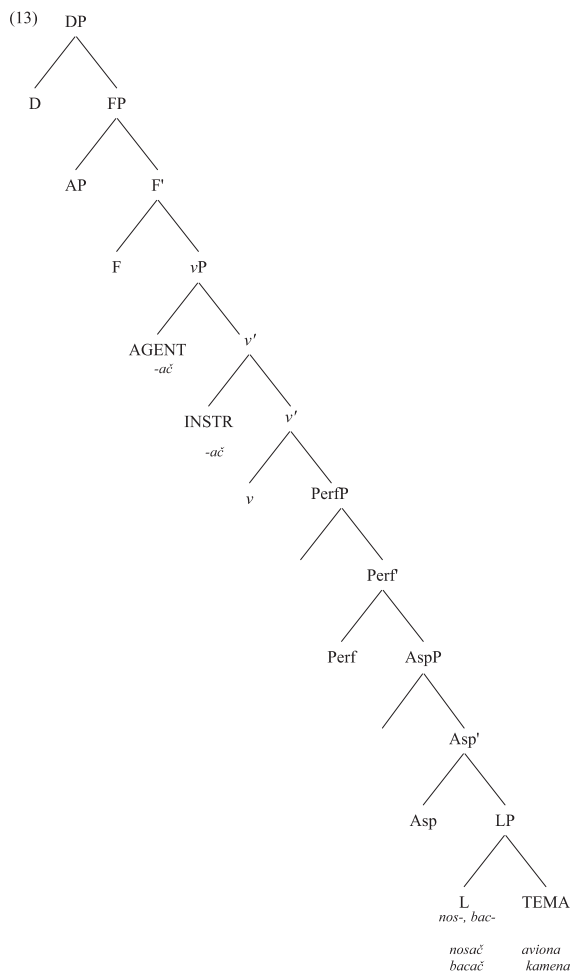 (13) DP
D FP
AP F'
F vP
AGENT v'
-ač
INSTR v'
-ač
v PerfP
Perf'
Perf AspP
Asp'
Asp LP
L TEMA
nos-, bac-
nosač aviona
bacač kamena